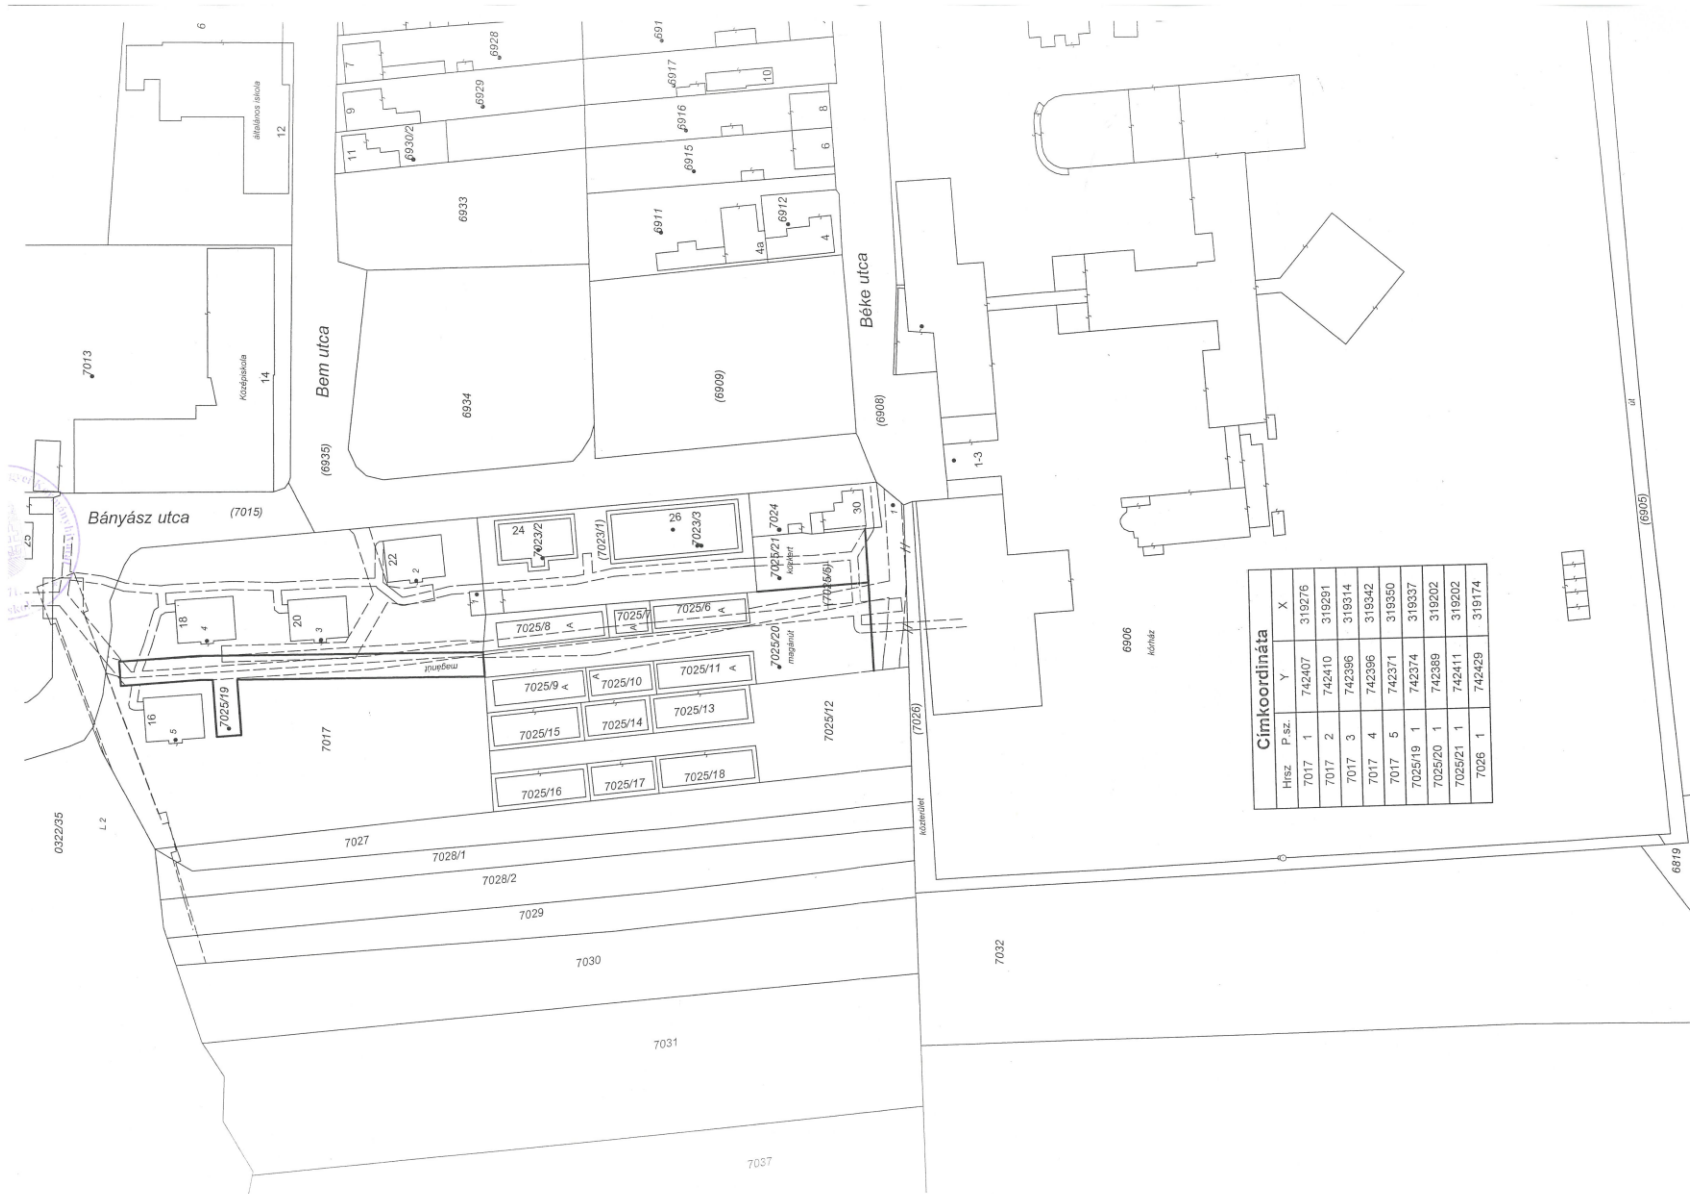 6
általános iskola
12
7
9
11
6928
6929
6930/2
691
6917
10
6916
8
6915
6
6933
6911
6912
4a
4
7013
Középiskola
14
Bem utca
Béke utca
6934
(6909)
(6908)
(6935)
1-3
Bányász utca
(7015)
25
24
7023/2
(7023/1)
26
7023/3
7024
30
1
22
2
7025/21
közkert
(7025/5)
18
4
20
3
7025/8
A
7025/7
A
7025/6
A
magánút
7025/20
magánút
16
5
7025/19
7025/9
A
7025/10
A
7025/11
A
7017
7025/15
7025/14
7025/13
7025/12
(7026)
7025/16
7025/17
7025/18
0322/35
L 2
7027
7028/1
7028/2
7029
7030
7031
7037
közterület
7032
6906
kórház
út
(6905)
6819
Címkoordináta
Hrsz P.sz. Y X
7017 1 742407 319276
7017 2 742410 319291
7017 3 742396 319314
7017 4 742396 319342
7017 5 742371 319350
7025/19 1 742374 319337
7025/20 1 742389 319202
7025/21 1 742411 319202
7026 1 742429 319174